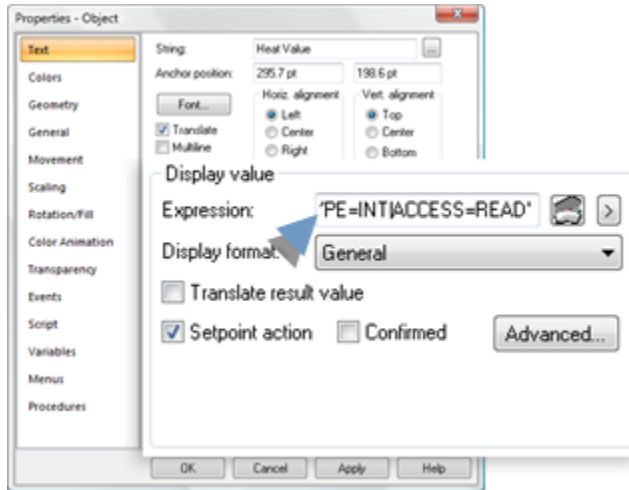 Properties - Object
Text
Colors
Geometry
General
Movement
Scaling
Rotation/Fill
Color Animation
Transparency
Events
Script
Variables
Menus
Procedures
String: Heat Value ...
Anchor position: 295.7 pt 198.6 pt
Font...
Translate
Multiline
Horiz. alignment
Left
Center
Right
Vert. alignment
Top
Center
Bottom
Display value
Expression: 'PE=INT|ACCESS=READ" >
Display format: General
Translate result value
Setpoint action Confirmed Advanced...
OK Cancel Apply Help